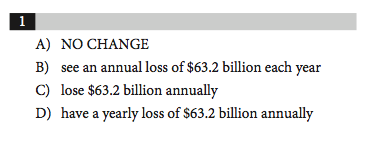 1
A) NO CHANGE
B) see an annual loss of $63.2 billion each year
C) lose $63.2 billion annually
D) have a yearly loss of $63.2 billion annually